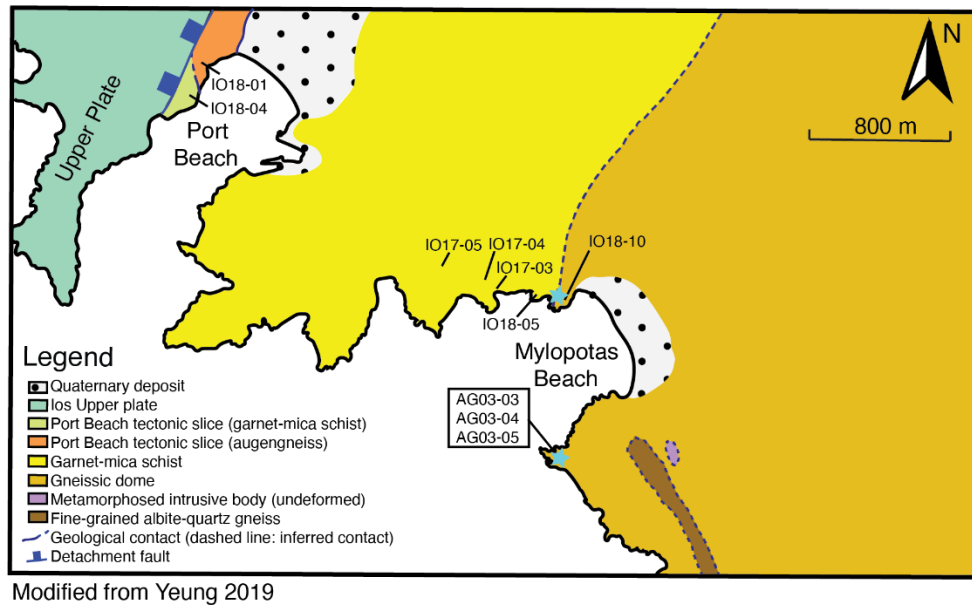 N
800 m
IO18-01
IO18-04
Port
Beach
Upper Plate
IO17-05
IO17-04
IO17-03
IO18-10
IO18-05
Mylopotas
Beach
AG03-03
AG03-04
AG03-05
Legend
Quaternary deposit
Ios Upper plate
Port Beach tectonic slice (garnet-mica schist)
Port Beach tectonic slice (augengneiss)
Garnet-mica schist
Gneissic dome
Metamorphosed intrusive body (undeformed)
Fine-grained albite-quartz gneiss
Geological contact (dashed line: inferred contact)
Detachment fault
Modified from Yeung 2019